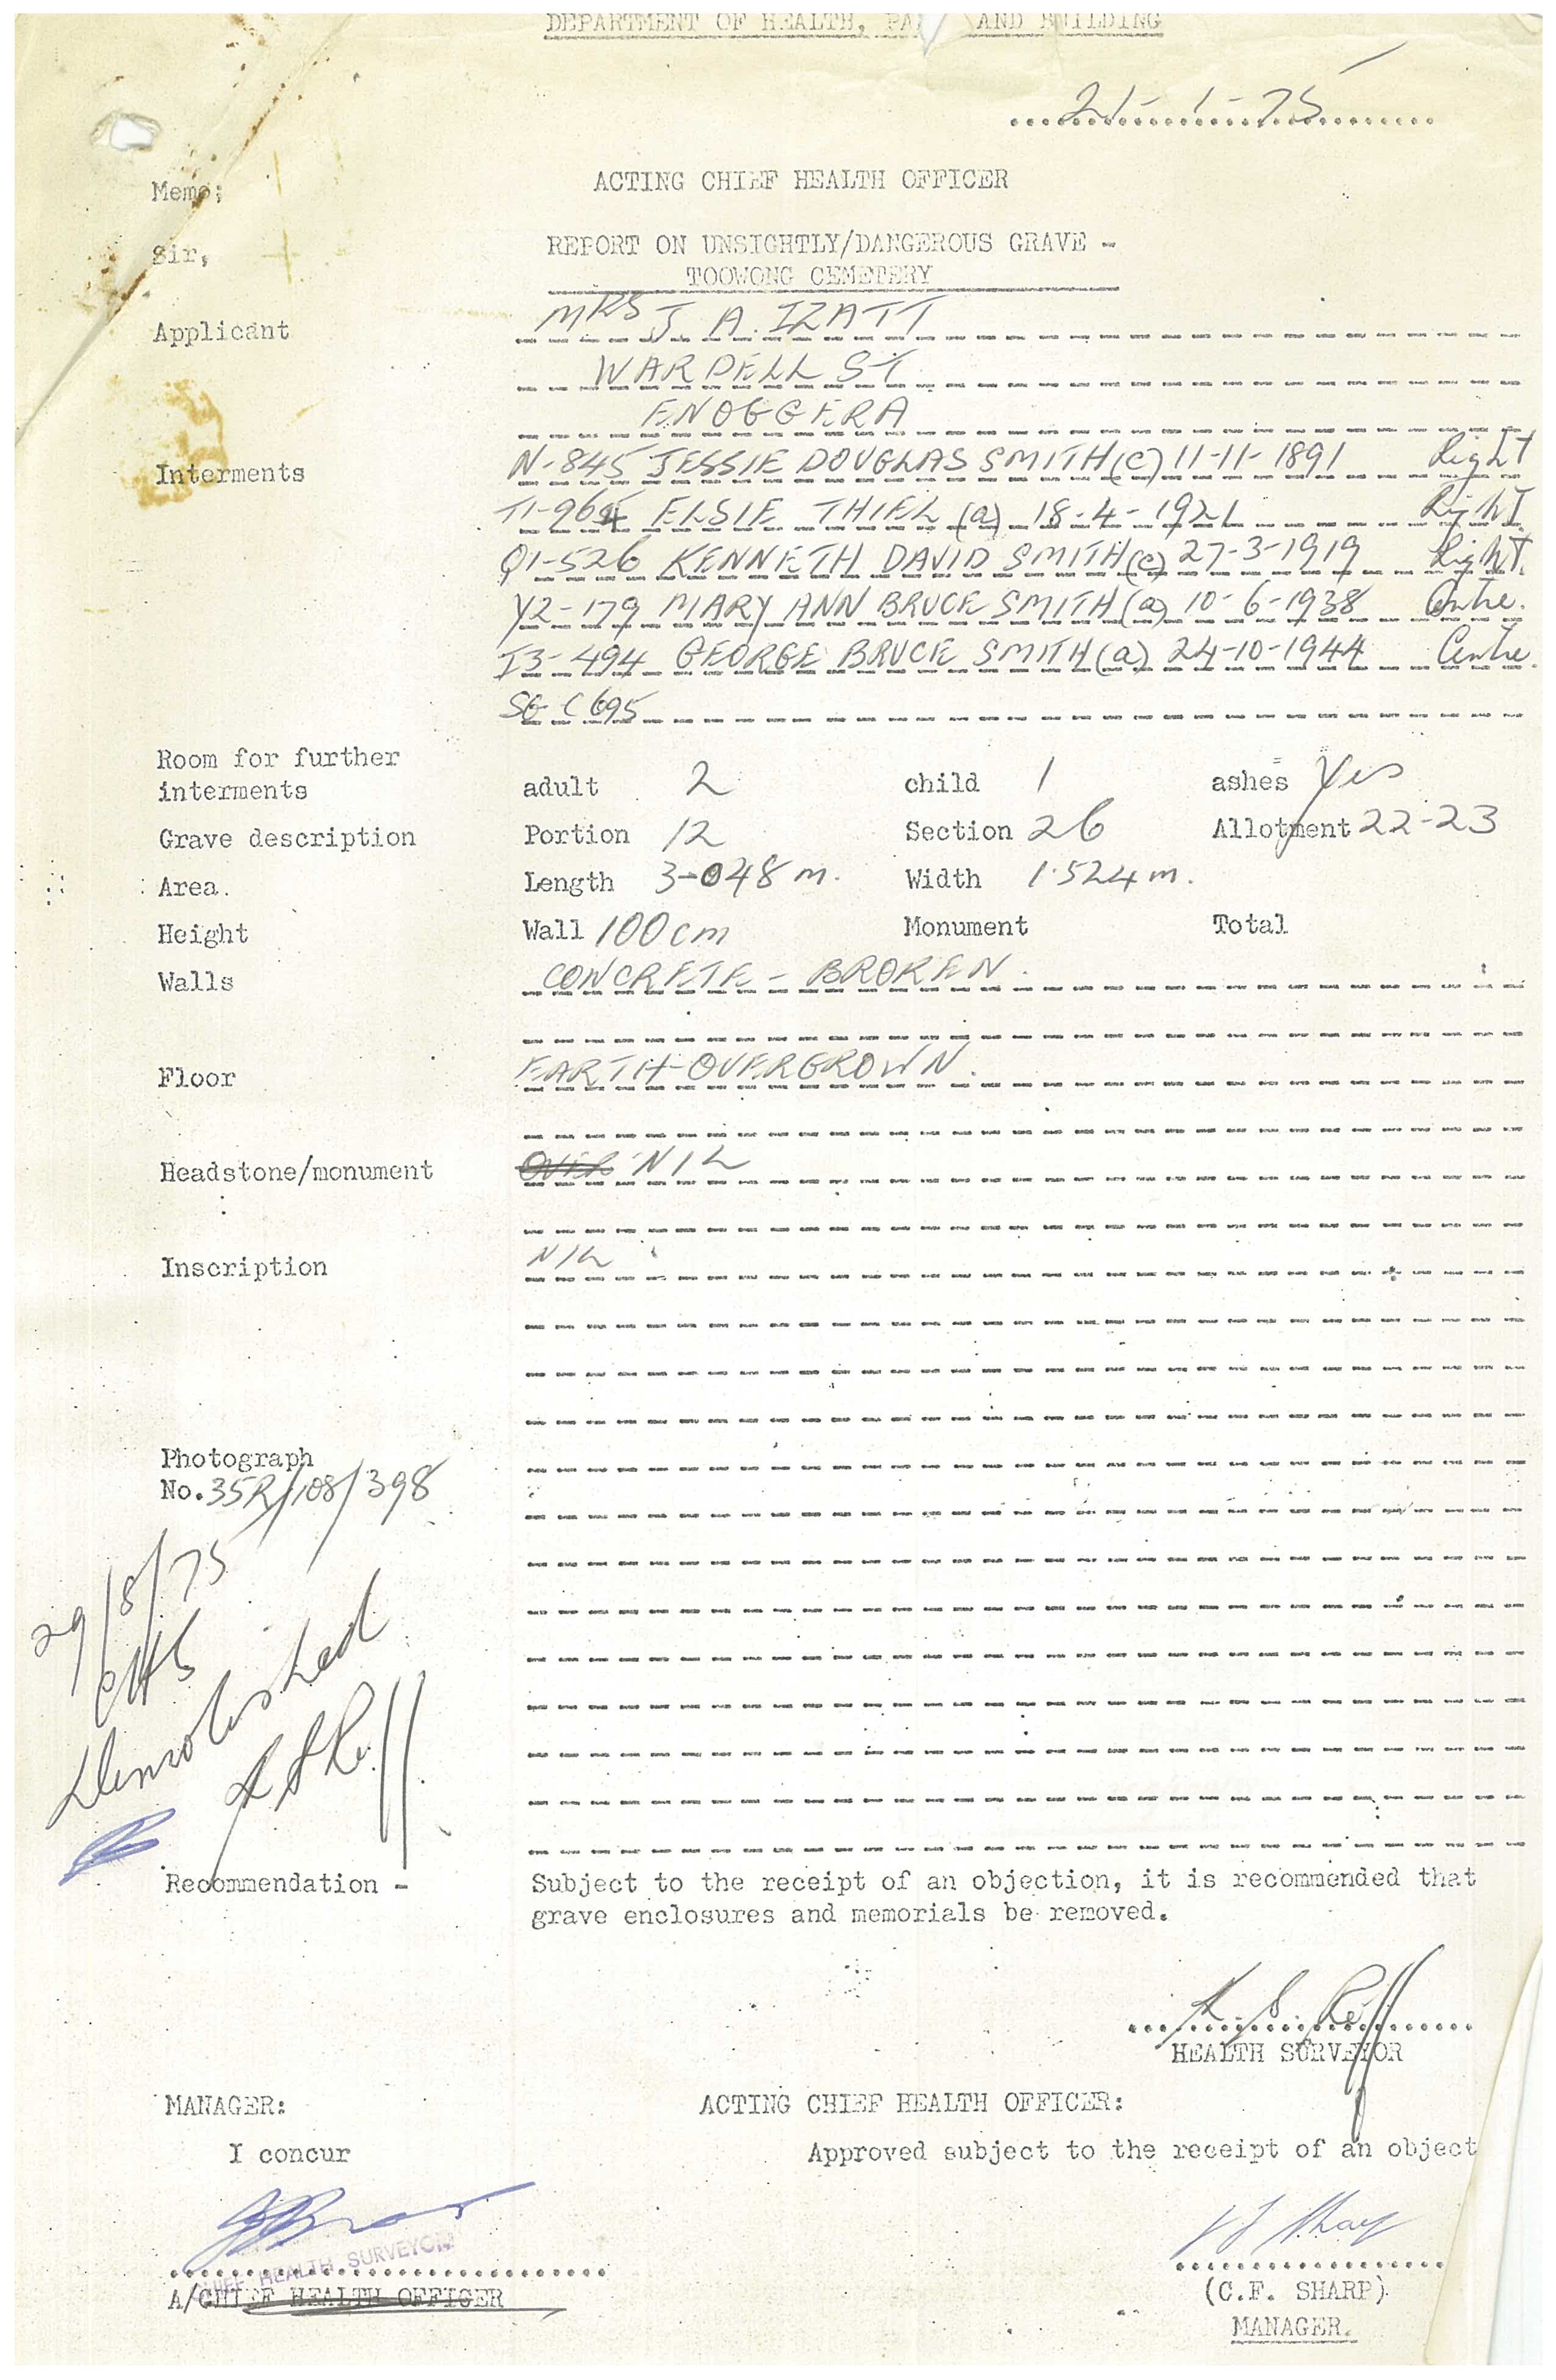 DEPARTMENT OF HEALTH, PA AND BUILDING
21-1-75
Memo: ACTING CHIEF HEALTH OFFICER
Sir, REPORT ON UNSIGHTLY/DANGEROUS GRAVE -
TOOWONG CEMETERY
Applicant MRS J. A. IZATT
WARDELL ST
ENOGGERA
Interments N-845 JESSIE DOUGLAS SMITH (c) 11-11-1891 Right
T1-964 ELSIE THIEL (a) 18-4-1921 Right
Q1-526 KENNETH DAVID SMITH (c) 27-3-1919 Right
Y2-179 MARY ANN BRUCE SMITH (a) 10-6-1938 Centre.
I3-494 GEORGE BRUCE SMITH (a) 24-10-1944 Centre.
SG C 695
Room for further
interments adult 2 child 1 ashes Yes
Grave description Portion 12 Section 26 Allotment 22-23
Area. Length 3-048 m. Width 1.524 m.
Height Wall 100 cm Monument Total
Walls CONCRETE - BROKEN.
Floor EARTH-OVERGROWN.
Headstone/monument OVER NIL
Inscription NIL
Photograph
No. 35R/108/398
29/8/75
CHS
Demolished
Recommendation - Subject to the receipt of an objection, it is recommended that
grave enclosures and memorials be removed.
HEALTH SURVEYOR
MANAGER: ACTING CHIEF HEALTH OFFICER:
I concur Approved subject to the receipt of an object
CHIEF HEALTH SURVEYOR
A/CHIEF HEALTH OFFICER (C.F. SHARP)
MANAGER.